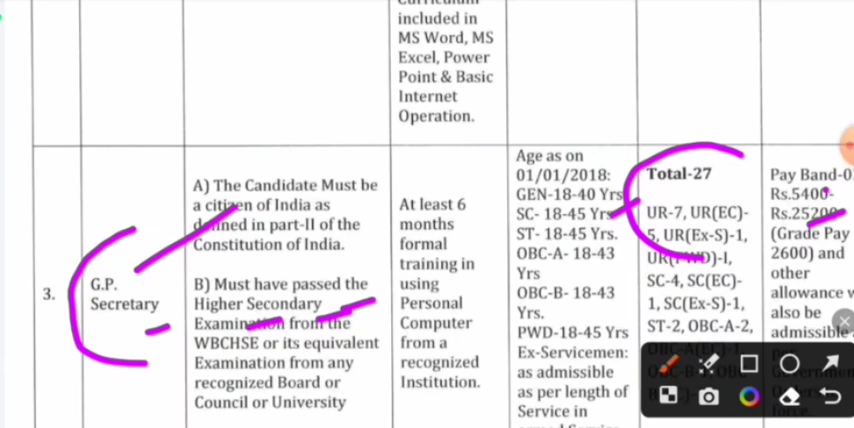 Curriculum
included in
MS Word, MS
Excel, Power
Point & Basic
Internet
Operation.
3.
G.P.
Secretary
A) The Candidate Must be
a citizen of India as
defined in part-II of the
Constitution of India.
B) Must have passed the
Higher Secondary
Examination from the
WBCHSE or its equivalent
Examination from any
recognized Board or
Council or University
At least 6
months
formal
training in
using
Personal
Computer
from a
recognized
Institution.
Age as on
01/01/2018:
GEN-18-40 Yrs
SC- 18-45 Yrs
ST- 18-45 Yrs.
OBC-A- 18-43
Yrs
OBC-B- 18-43
Yrs.
PWD-18-45 Yrs
Ex-Servicemen:
as admissible
as per length of
Service in
Total-27
UR-7, UR(EC)-
5, UR(Ex-S)-1,
UR(PWD)-I,
SC-4, SC(EC)-
1, SC(Ex-S)-1,
ST-2, OBC-A-2,
Pay Band-0
Rs.5400-
Rs.25200
(Grade Pay
2600) and
other
allowance w
also be
admissible